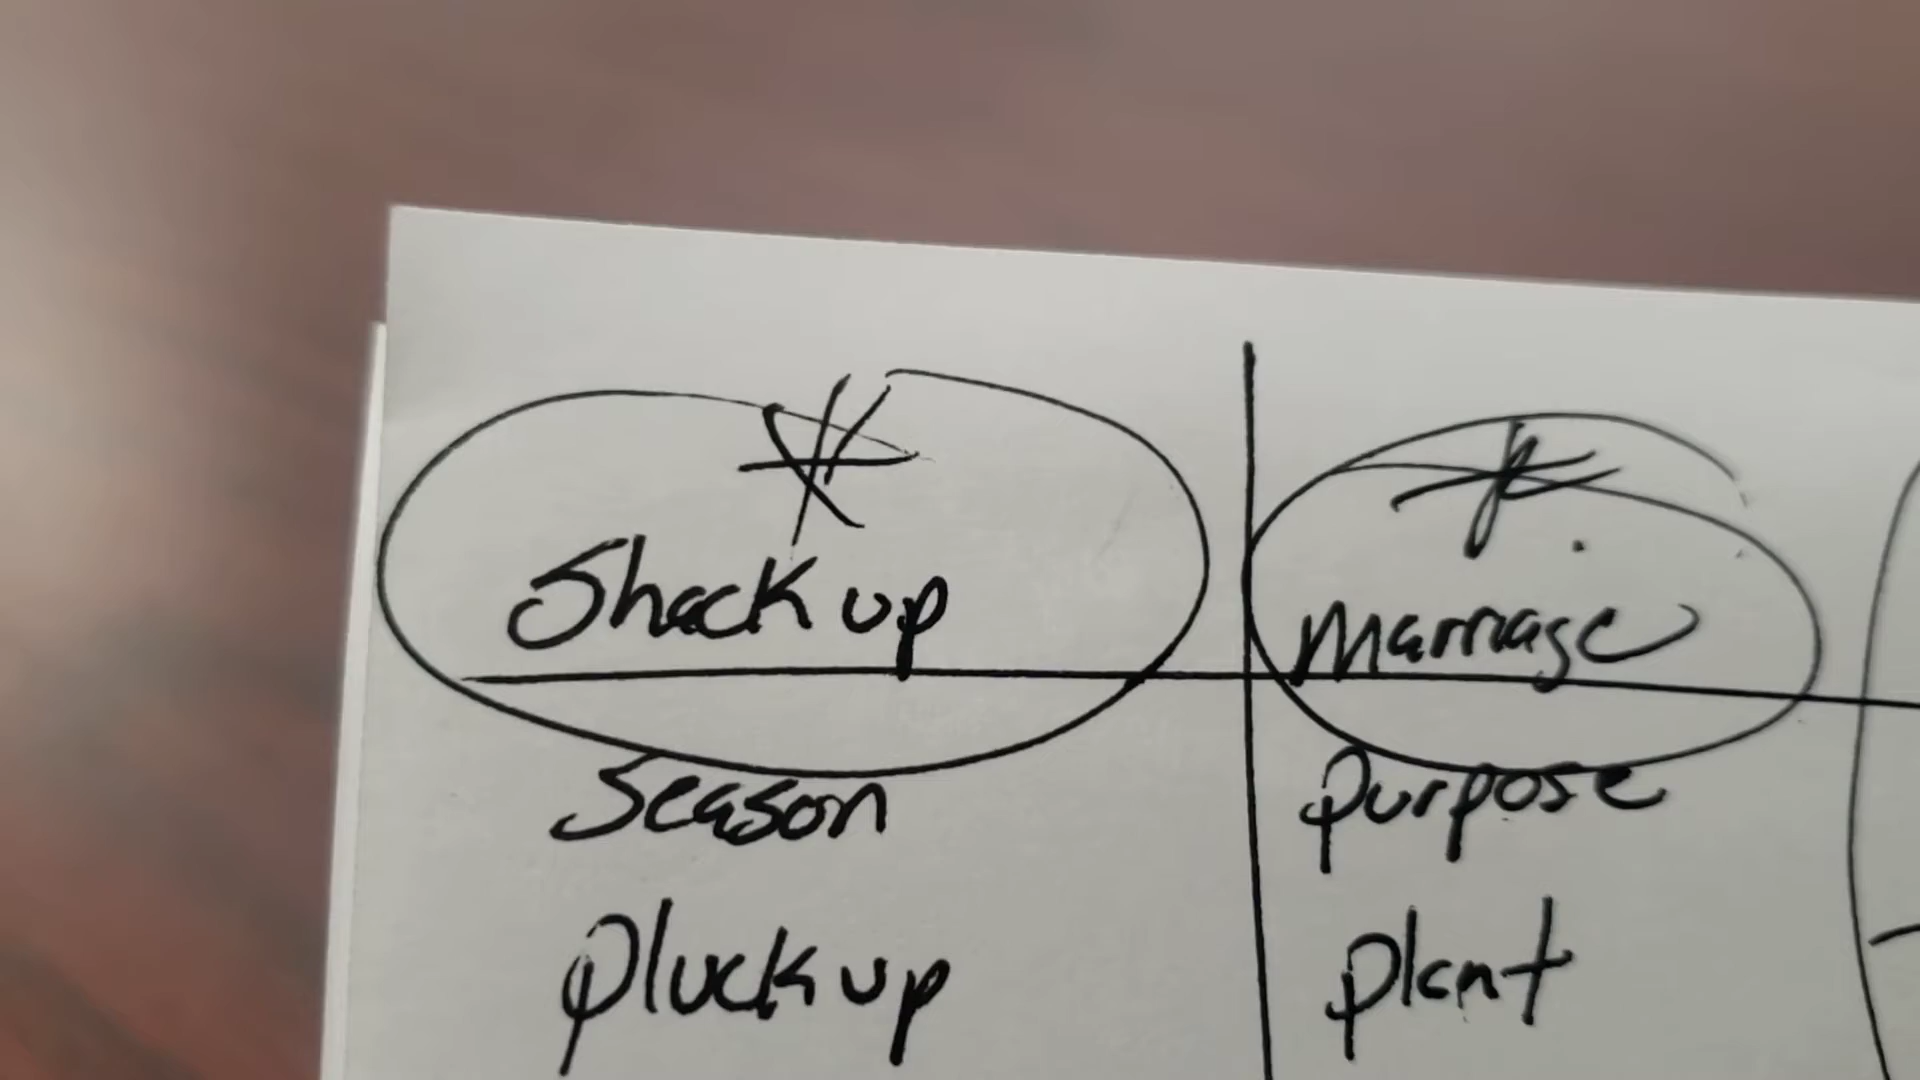 Shack up
Marriage
Season
purpose
pluck up
plant